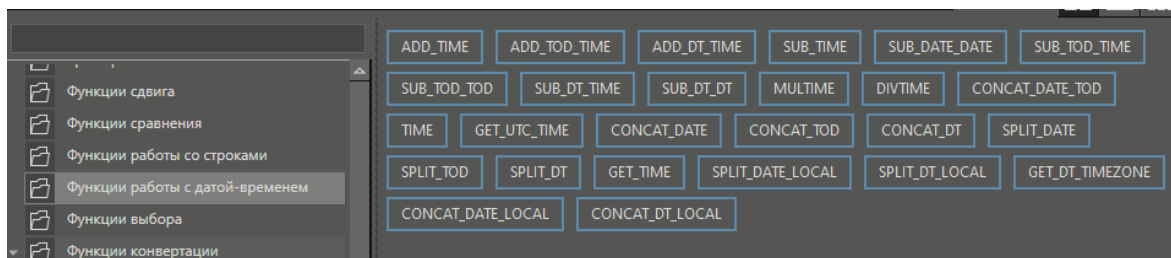 Функции сдвига
Функции сравнения
Функции работы со строками
Функции работы с датой-временем
Функции выбора
Функции конвертации
ADD_TIME ADD_TOD_TIME ADD_DT_TIME SUB_TIME SUB_DATE_DATE SUB_TOD_TIME
SUB_TOD_TOD SUB_DT_TIME SUB_DT_DT MULTIME DIVTIME CONCAT_DATE_TOD
TIME GET_UTC_TIME CONCAT_DATE CONCAT_TOD CONCAT_DT SPLIT_DATE
SPLIT_TOD SPLIT_DT GET_TIME SPLIT_DATE_LOCAL SPLIT_DT_LOCAL GET_DT_TIMEZONE
CONCAT_DATE_LOCAL CONCAT_DT_LOCAL